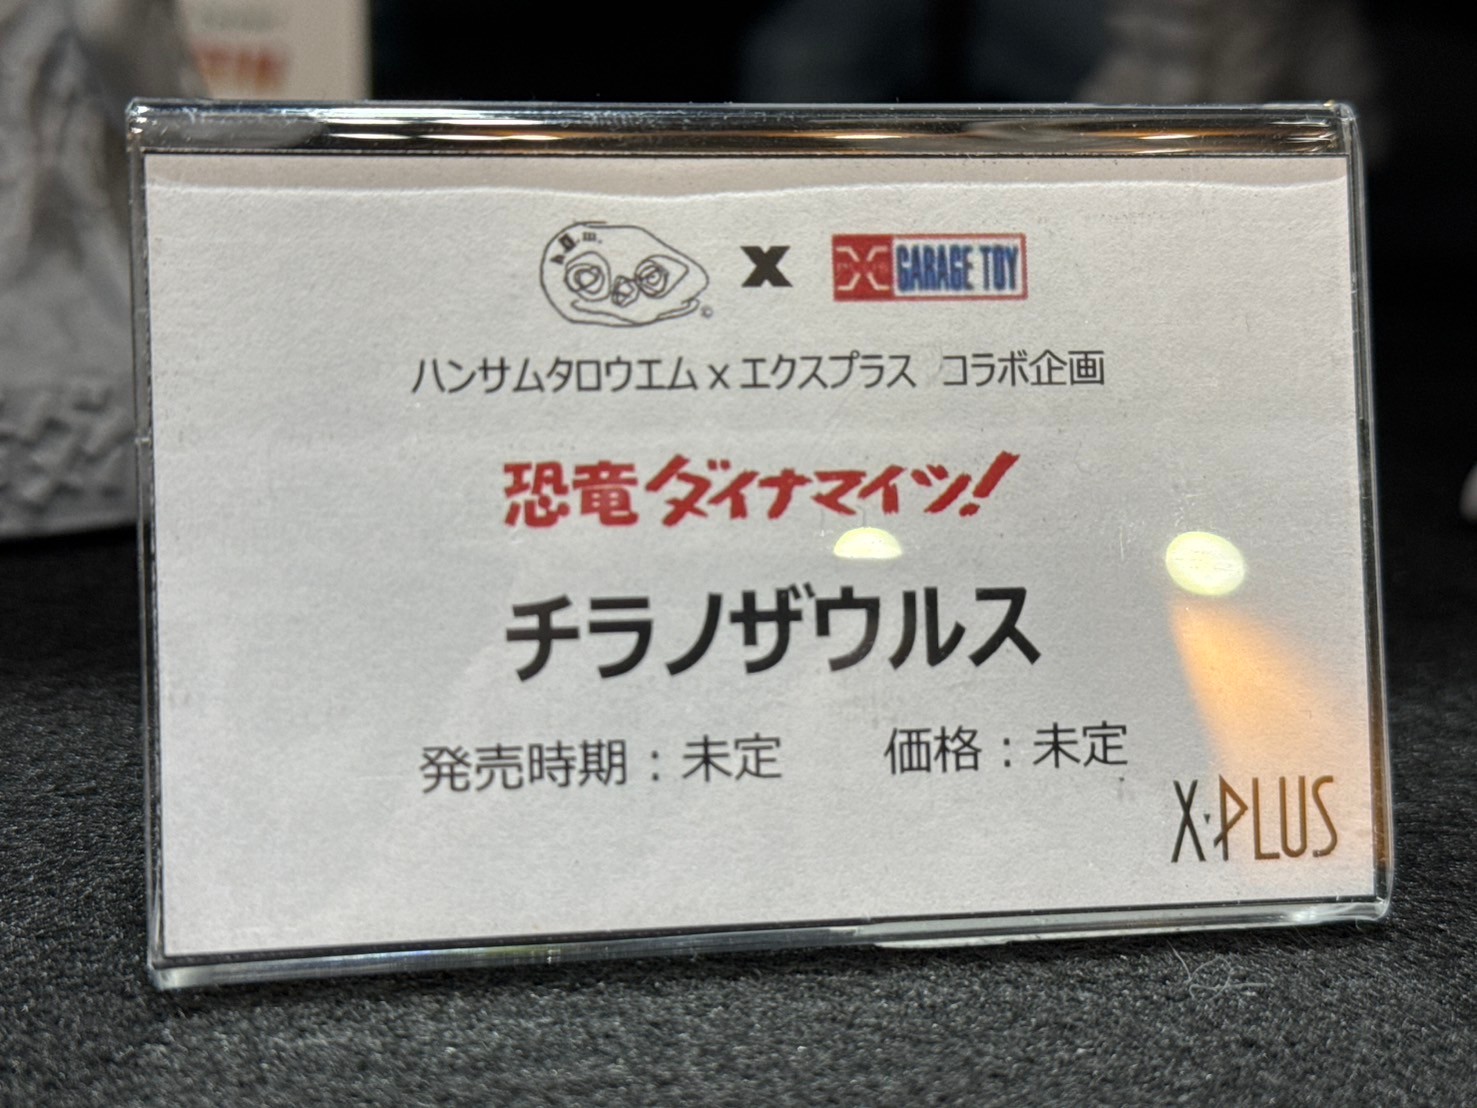 h.a.m.
X GARAGE TOY
ハンサムタロウエム x エクスプラス コラボ企画
恐竜ダイナマイツ!
チラノザウルス
発売時期：未定 価格：未定
X-PLUS